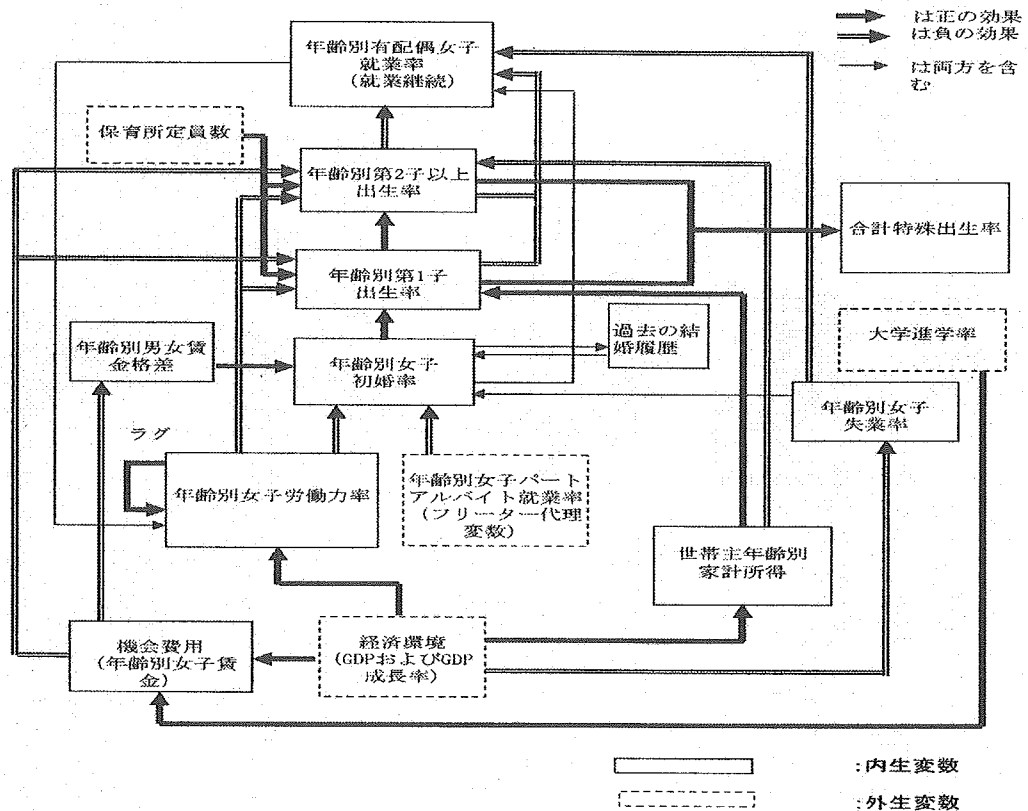 は正の効果
は負の効果
は両方を含
む
年齢別有配偶女子
就業率
(就業継続)
保育所定員数
年齢別第2子以上
出生率
合計特殊出生率
年齢別第1子
出生率
過去の結
婚履歴
大学進学率
年齢別男女賃
金格差
年齢別女子
初婚率
年齢別女子
失業率
ラグ
年齢別女子労働力率
年齢別女子パート
アルバイト就業率
(フリーター代理
変数)
世帯主年齢別
家計所得
機会費用
(年齢別女子賃
金)
経済環境
(GDPおよびGDP
成長率)
:内生変数
:外生変数